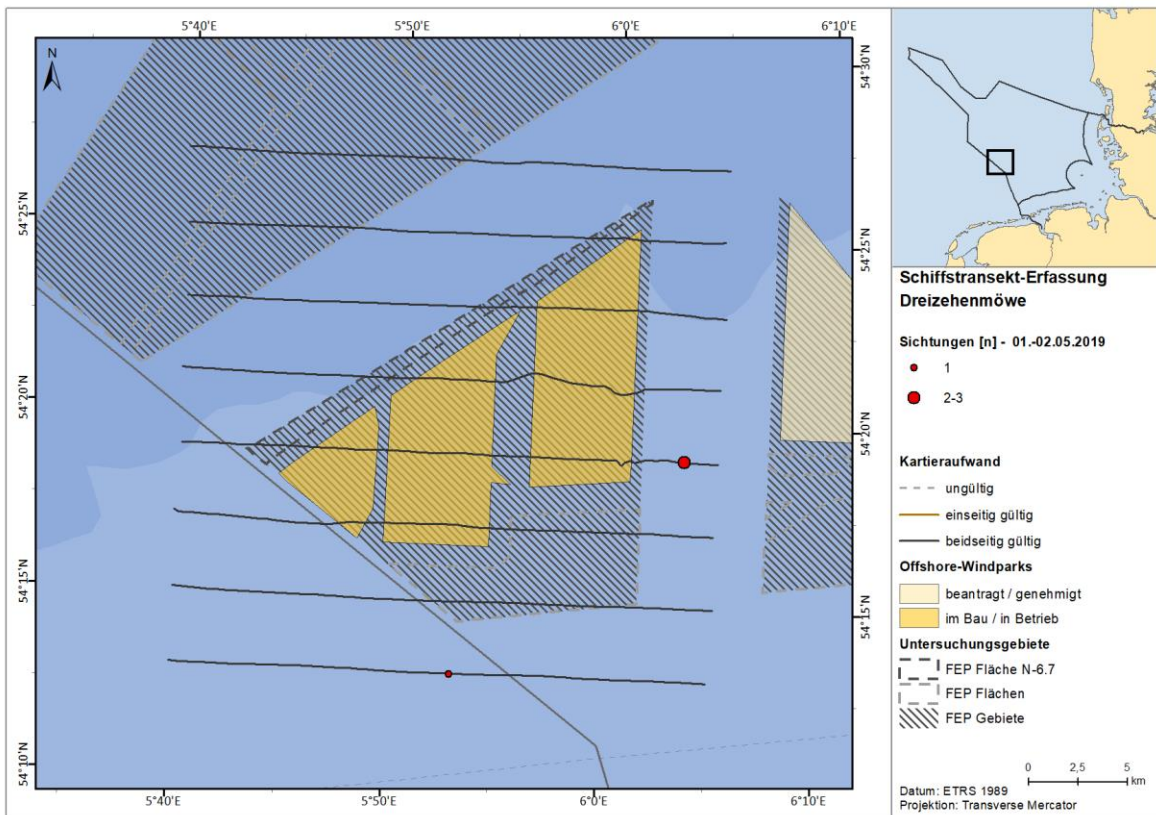 5°40'E
5°50'E
6°0'E
6°10'E
N
54°30'N
54°25'N
54°25'N
54°20'N
54°20'N
54°15'N
54°15'N
54°10'N
5°40'E
5°50'E
6°0'E
6°10'E
Schiffstransekt-Erfassung
Dreizehenmöwe
Sichtungen [n] - 01.-02.05.2019
1
2-3
Kartieraufwand
ungültig
einseitig gültig
beidseitig gültig
Offshore-Windparks
beantragt / genehmigt
im Bau / in Betrieb
Untersuchungsgebiete
FEP Fläche N-6.7
FEP Flächen
FEP Gebiete
0 2,5 5
km
Datum: ETRS 1989
Projektion: Transverse Mercator